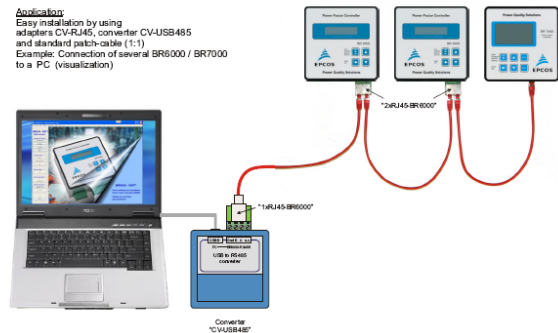 Application:
Easy installation by using
adapters CV-RJ45, converter CV-USB485
and standard patch-cable (1:1)
Example: Connection of several BR6000 / BR7000
to a PC (visualization)
Power Factor Controller
Power Quality Solutions
EPCOS
Power Factor Controller
Power Quality Solutions
EPCOS
Power Quality Solutions
EPCOS
"2xRJ45-BR6000"
"1xRJ45-BR6000"
USB to RS485
converter
Converter
"CV-USB485"